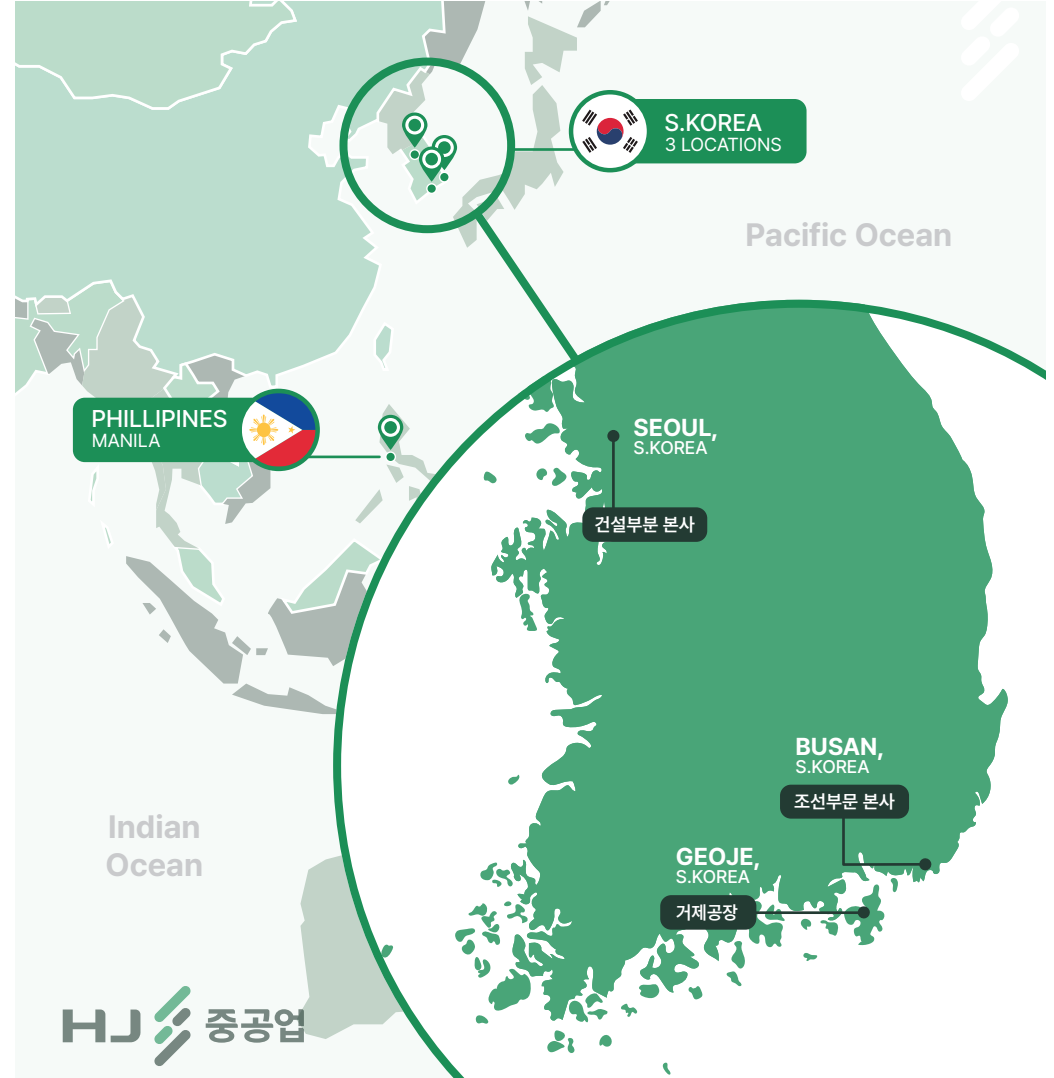 S.KOREA
3 LOCATIONS
Pacific Ocean
PHILLIPINES
MANILA
SEOUL,
S.KOREA
건설부분 본사
BUSAN,
S.KOREA
조선부문 본사
GEOJE,
S.KOREA
거제공장
Indian
Ocean
HJ 중공업